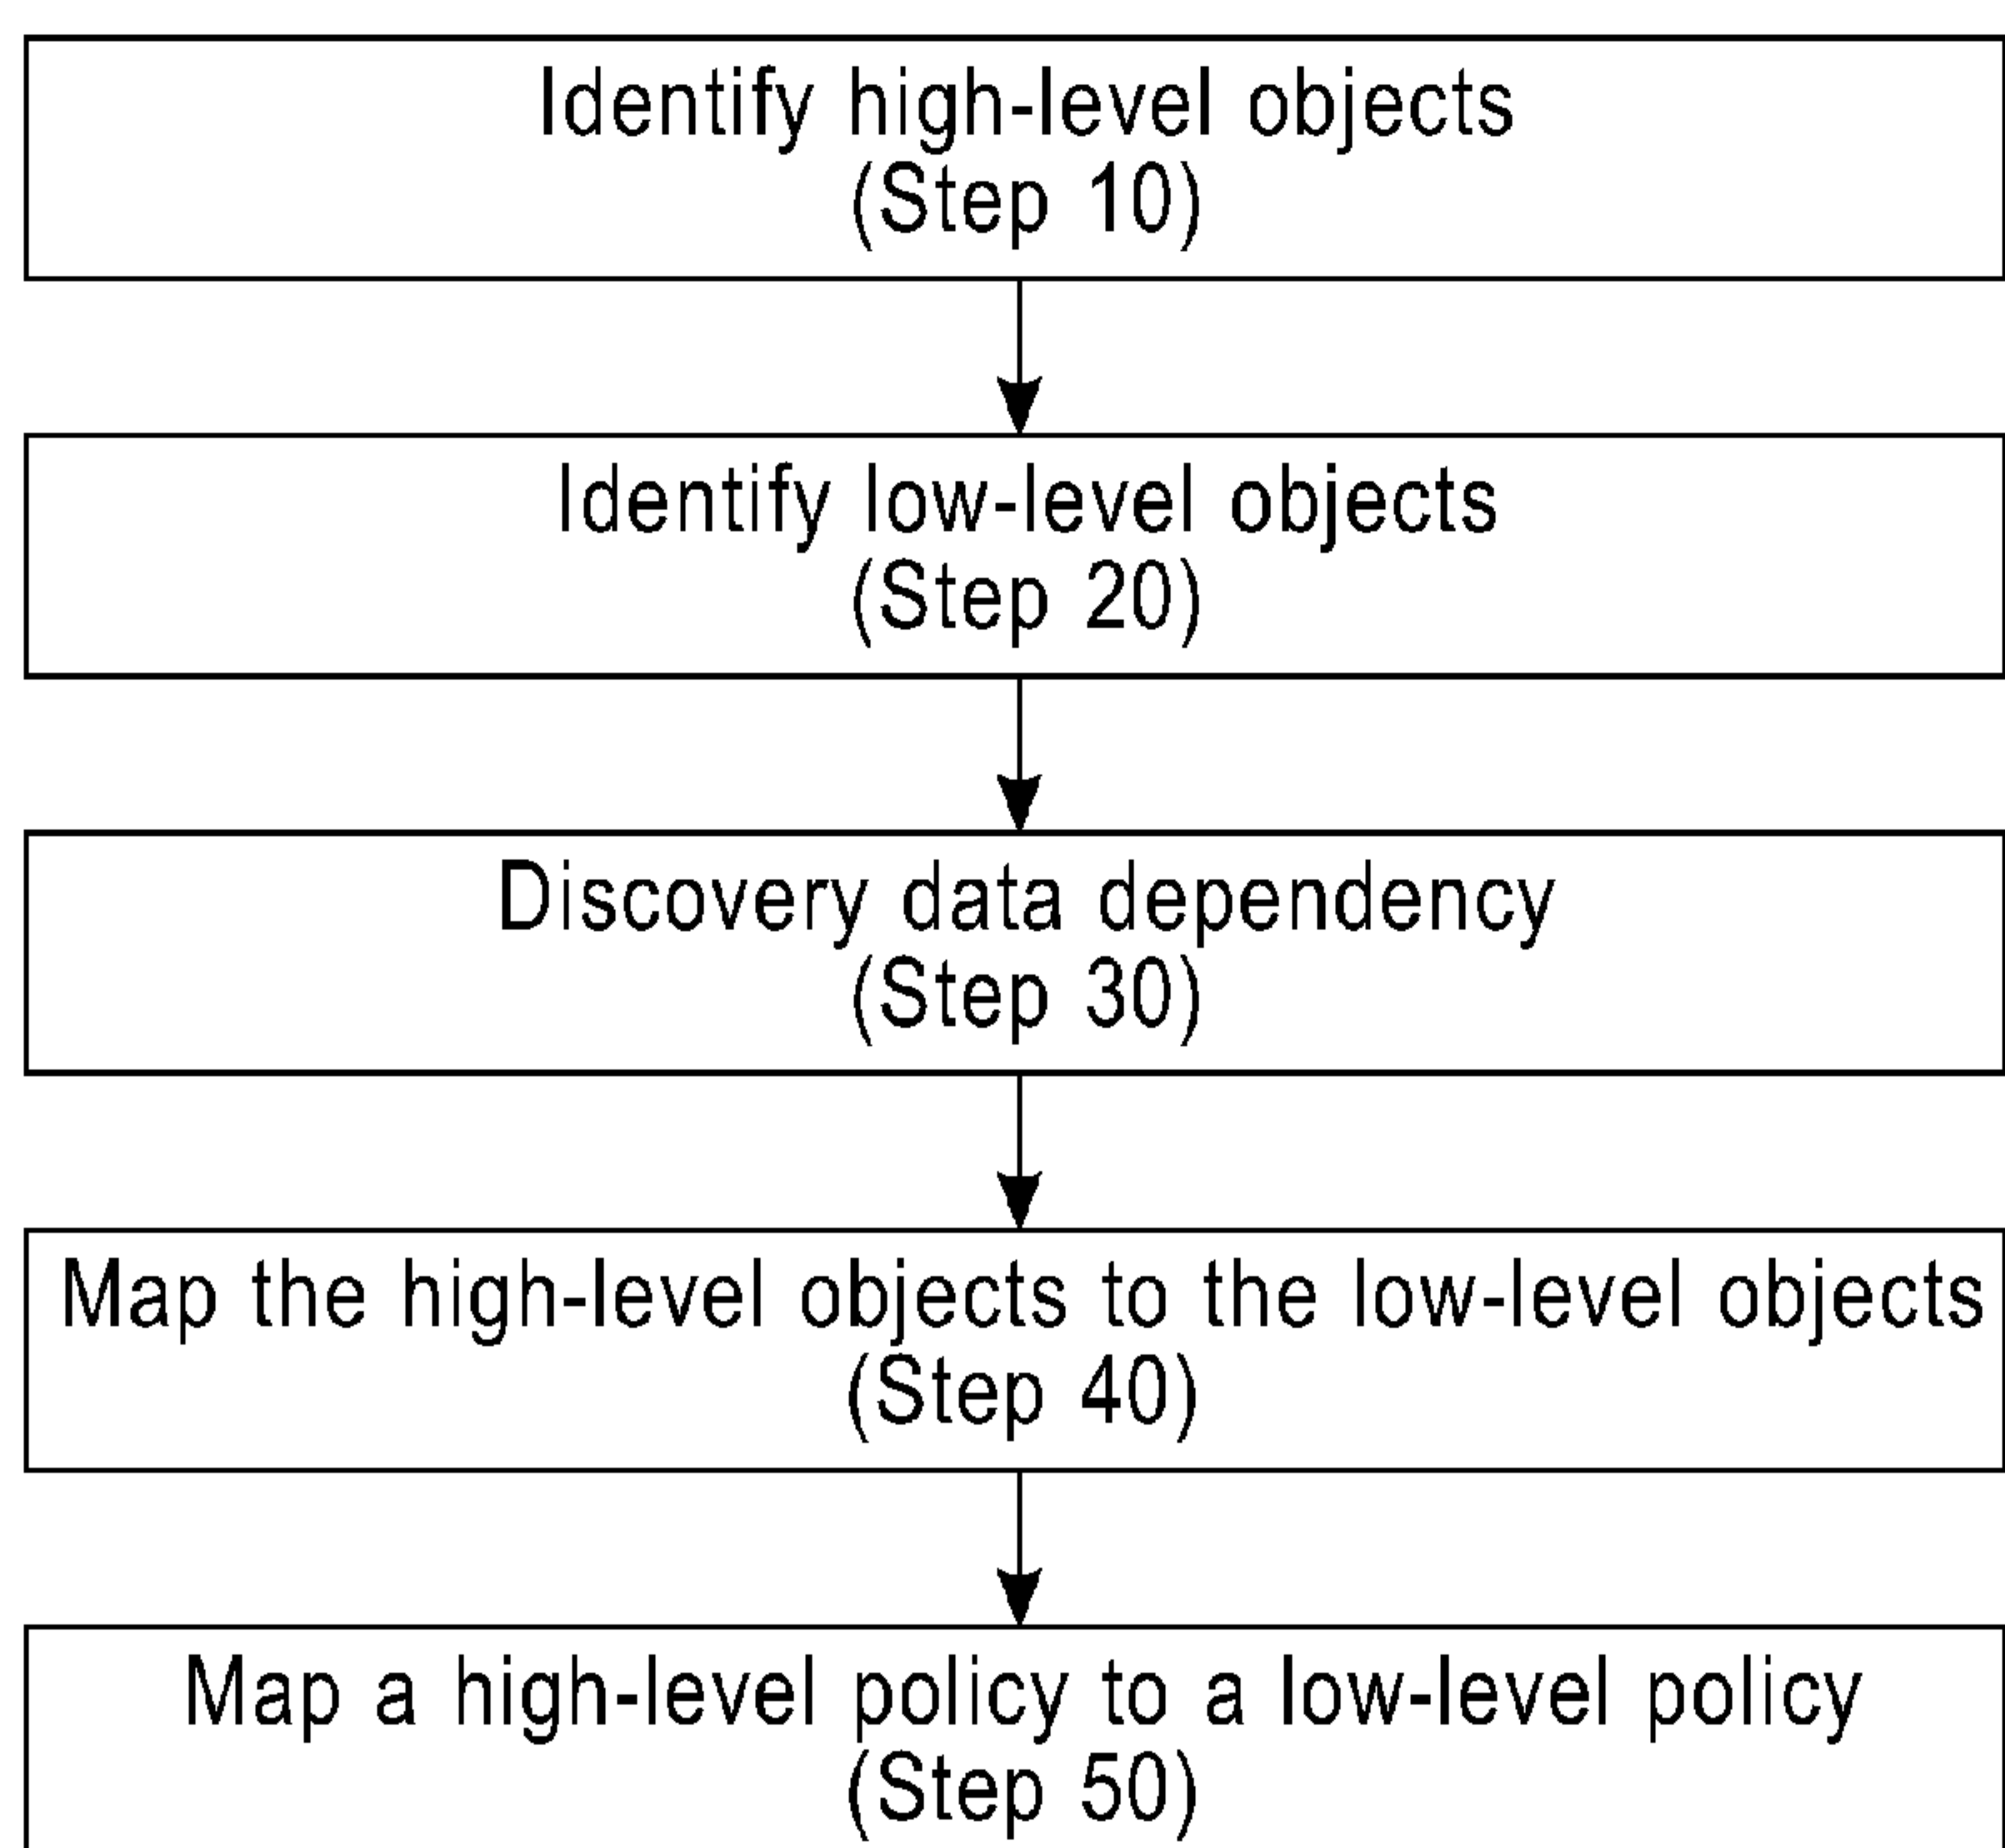 Identify high-level objects
(Step 10)
Identify low-level objects
(Step 20)
Discovery data dependency
(Step 30)
Map the high-level objects to the low-level objects
(Step 40)
Map a high-level policy to a low-level policy
(Step 50)